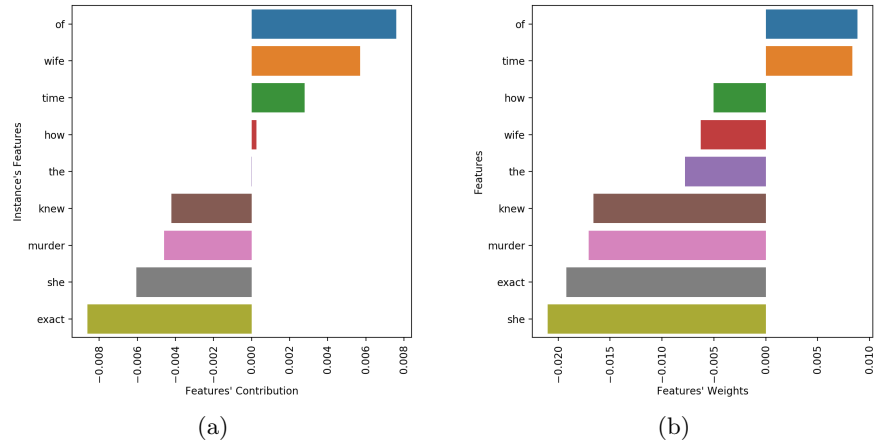 of
wife
time
how
the
knew
murder
she
exact
Instance's Features
−0.008
−0.006
−0.004
−0.002
0.000
0.002
0.004
0.006
0.008
Features' Contribution
(a)
of
time
how
wife
the
knew
murder
exact
she
Features
−0.020
−0.015
−0.010
−0.005
0.000
0.005
0.010
Features' Weights
(b)